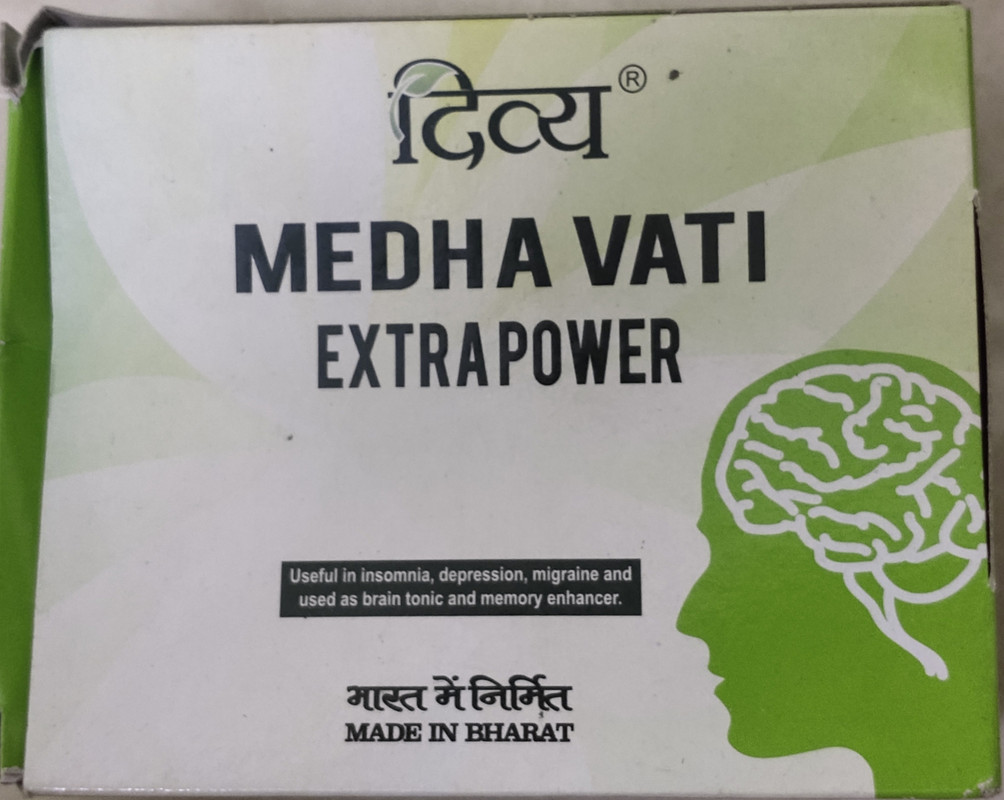 दिव्य®
MEDHA VATI
EXTRAPOWER
Useful in insomnia, depression, migraine and
used as brain tonic and memory enhancer.
भारत में निर्मित
MADE IN BHARAT